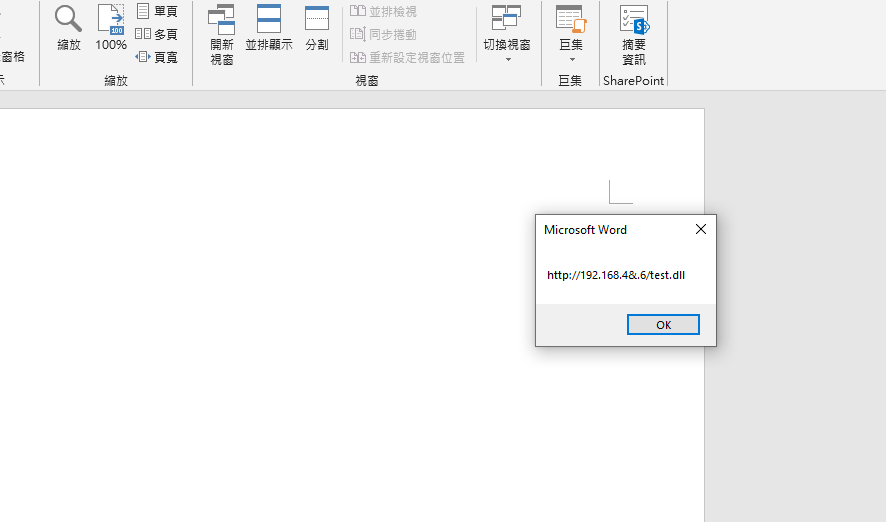 單頁
多頁
頁寬
縮放
100%
100
縮放
開新
視窗
並排顯示
分割
並排檢視
同步捲動
重新設定視窗位置
切換視窗
視窗
巨集
巨集
摘要
資訊
S
SharePoint
窗格
示
Microsoft Word
http://192.168.4&.6/test.dll
OK